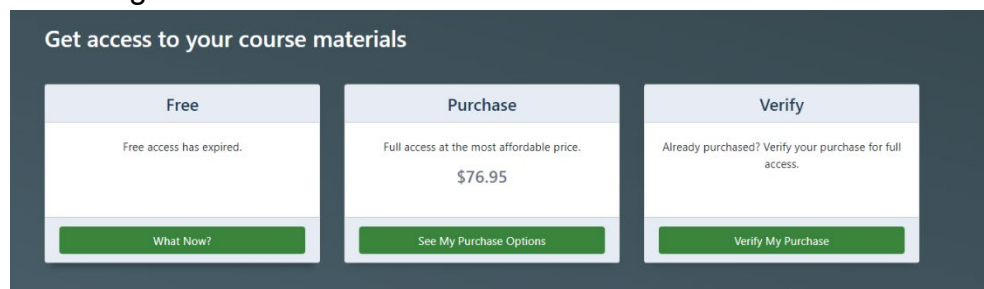 Get access to your course materials
Free
Free access has expired.
What Now?
Purchase
Full access at the most affordable price.
$76.95
See My Purchase Options
Verify
Already purchased? Verify your purchase for full
access.
Verify My Purchase